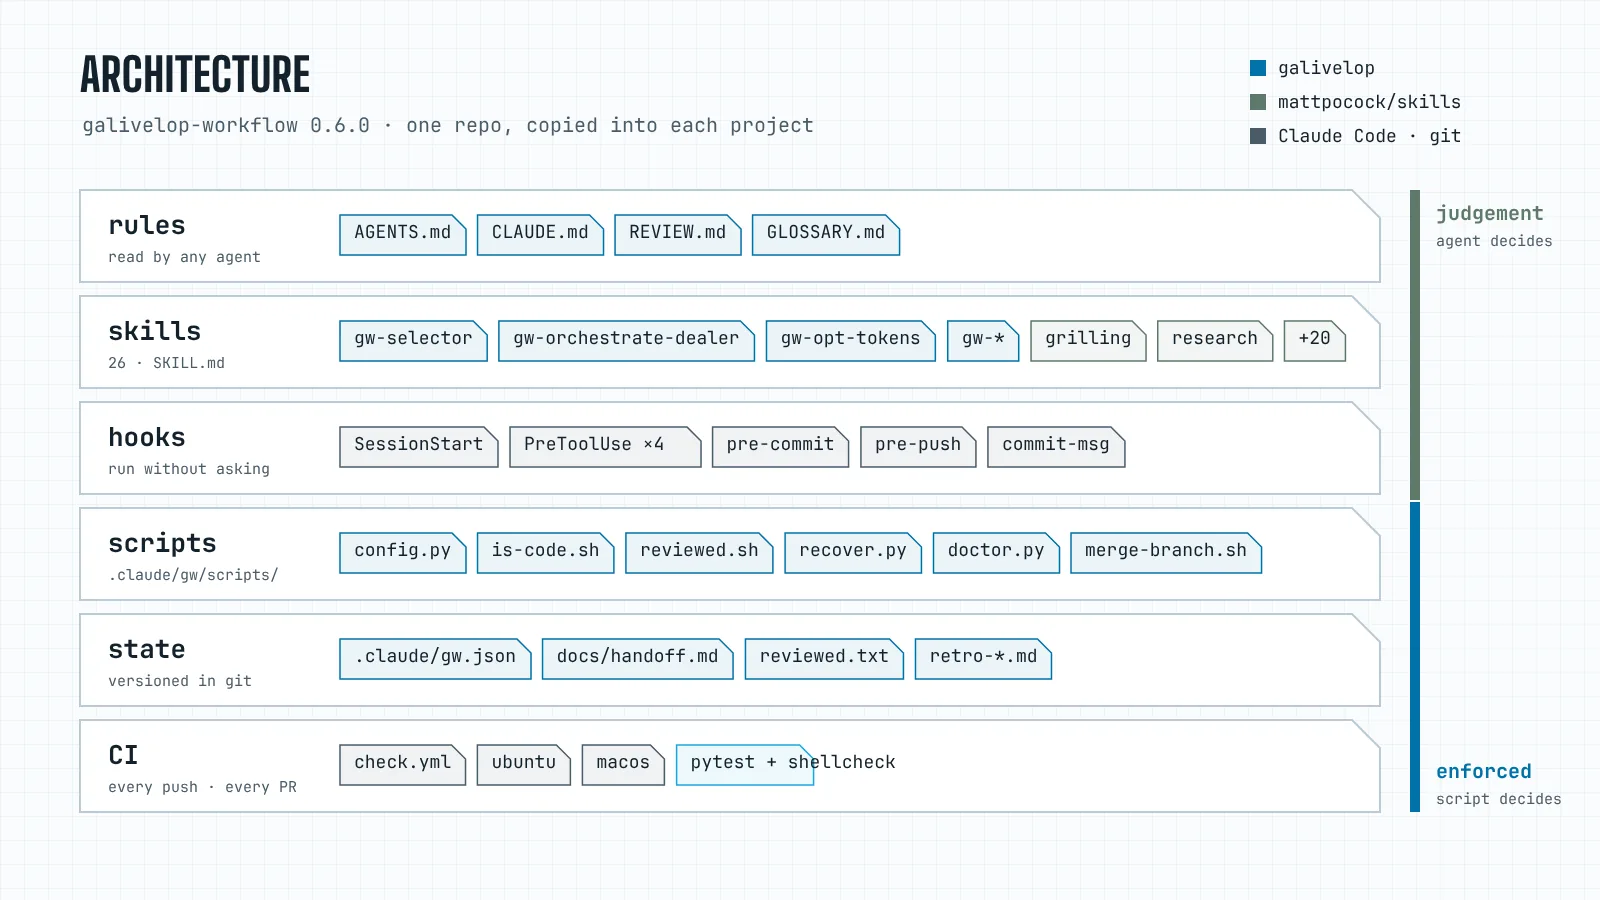 ARCHITECTURE
galivelop-workflow 0.6.0 · one repo, copied into each project
galivelop
mattpocock/skills
Claude Code · git
rules
read by any agent
AGENTS.md
CLAUDE.md
REVIEW.md
GLOSSARY.md
judgement
agent decides
skills
26 · SKILL.md
gw-selector
gw-orchestrate-dealer
gw-opt-tokens
gw-*
grilling
research
+20
hooks
run without asking
SessionStart
PreToolUse ×4
pre-commit
pre-push
commit-msg
scripts
.claude/gw/scripts/
config.py
is-code.sh
reviewed.sh
recover.py
doctor.py
merge-branch.sh
state
versioned in git
.claude/gw.json
docs/handoff.md
reviewed.txt
retro-*.md
CI
every push · every PR
check.yml
ubuntu
macos
pytest + shellcheck
enforced
script decides